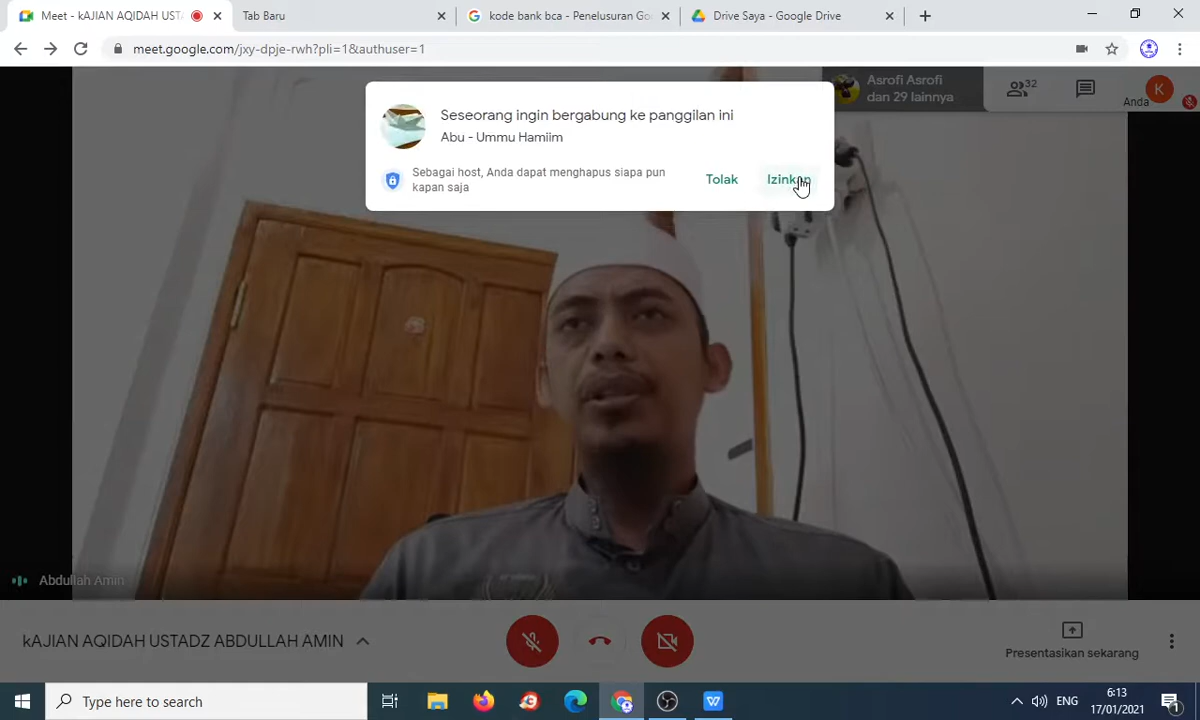 Meet - kAJIAN AQIDAH UST
Tab Baru
kode bank bca - Penelusuran Go
Drive Saya - Google Drive
meet.google.com/jxy-dpje-rwh?pli=1&authuser=1
Asrofi Asrofi
dan 29 lainnya
32
Anda
K
Seseorang ingin bergabung ke panggilan ini
Abu - Ummu Hamiim
Sebagai host, Anda dapat menghapus siapa pun
kapan saja
Tolak
Izinkan
Abdullah Amin
kAJIAN AQIDAH USTADZ ABDULLAH AMIN
Presentasikan sekarang
Type here to search
W
ENG
6:13
17/01/2021
1